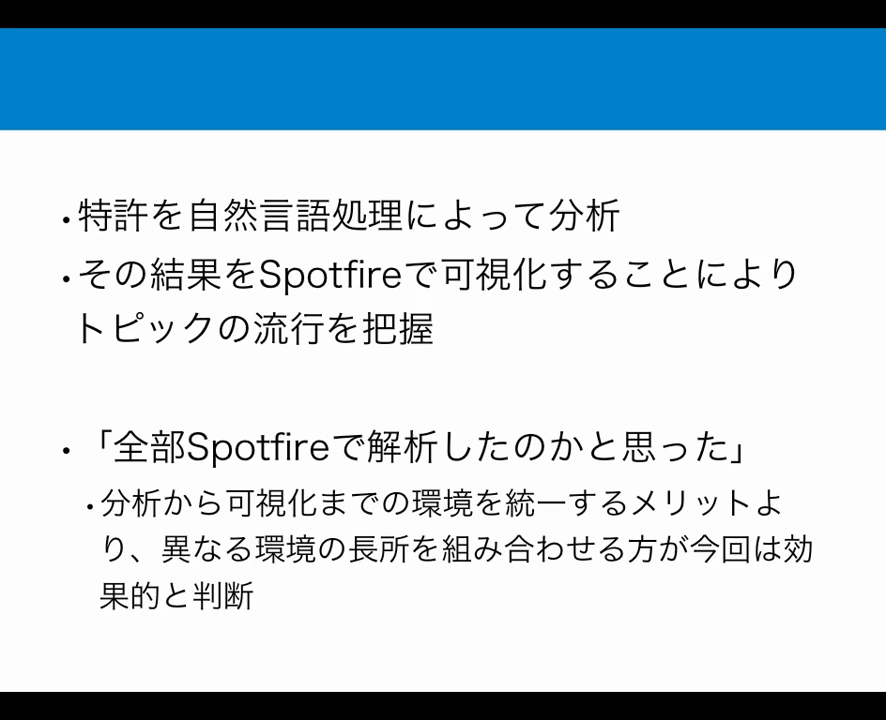 ・特許を自然言語処理によって分析
・その結果をSpotfireで可視化することにより
トピックの流行を把握
・「全部Spotfireで解析したのかと思った」
・分析から可視化までの環境を統一するメリットよ
り、異なる環境の長所を組み合わせる方が今回は効
果的と判断